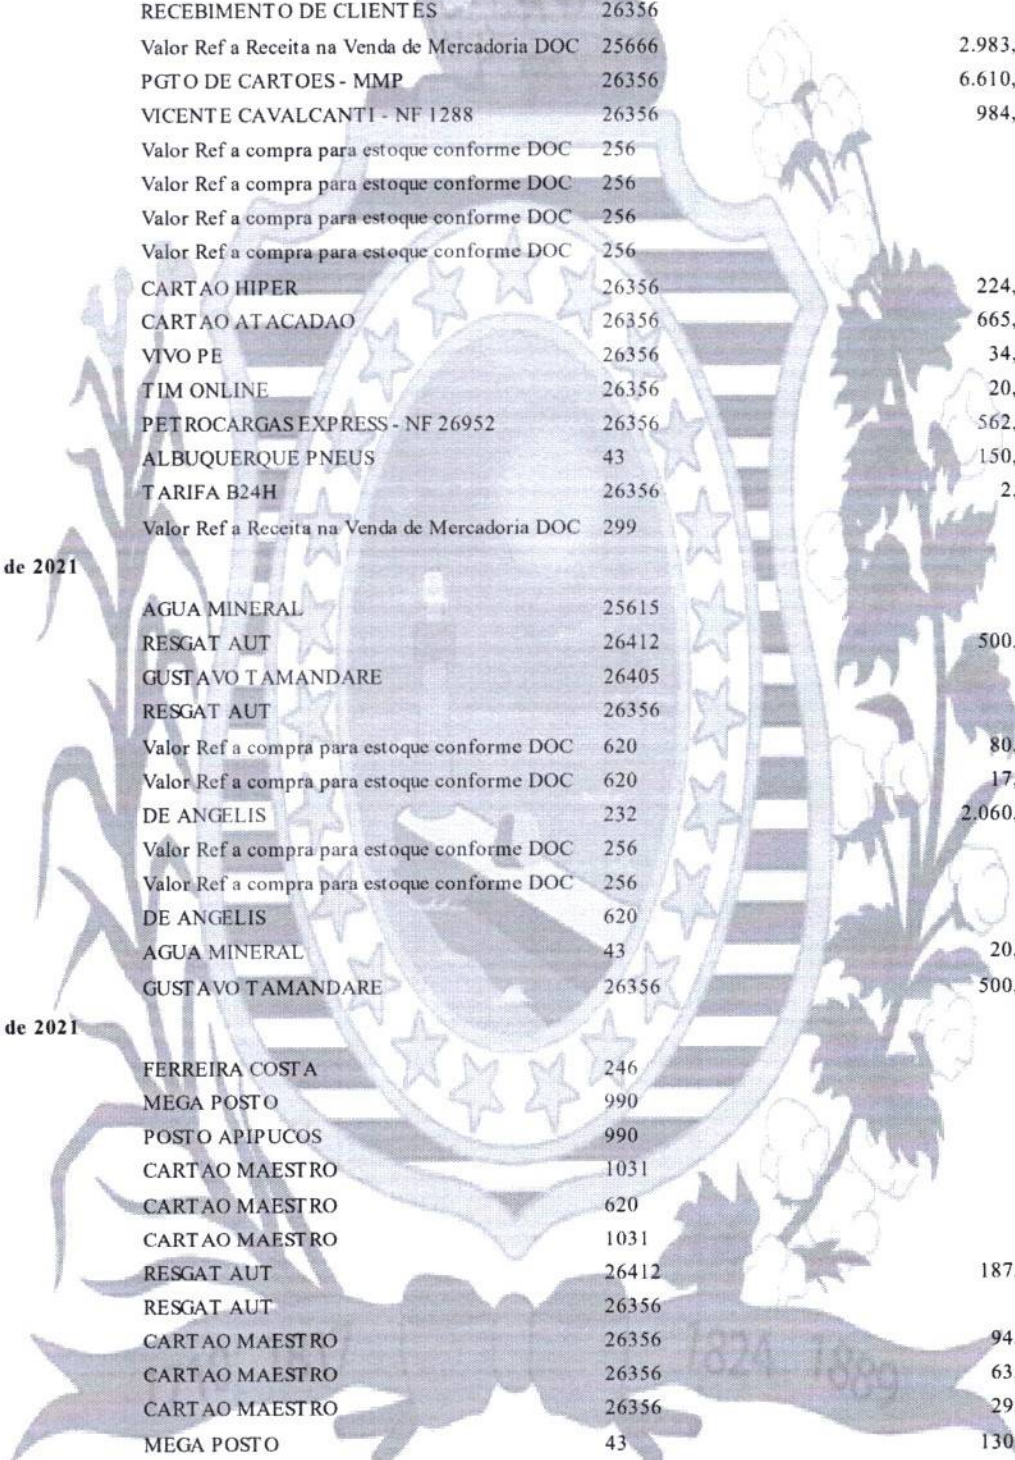 RECEBIMENTO DE CLIENTES 26356
Valor Ref a Receita na Venda de Mercadoria DOC 25666 2.983,
PGTO DE CARTOES - MMP 26356 6.610,
VICENTE CAVALCANTI - NF 1288 26356 984,
Valor Ref a compra para estoque conforme DOC 256
Valor Ref a compra para estoque conforme DOC 256
Valor Ref a compra para estoque conforme DOC 256
Valor Ref a compra para estoque conforme DOC 256
CARTAO HIPER 26356 224,
CARTAO ATACADAO 26356 665,
VIVO PE 26356 34,
TIM ONLINE 26356 20,
PETROCARGAS EXPRESS - NF 26952 26356 562,
ALBUQUERQUE PNEUS 43 150,
TARIFA B24H 26356 2,
Valor Ref a Receita na Venda de Mercadoria DOC 299
de 2021
AGUA MINERAL 25615
RESGAT AUT 26412 500,
GUSTAVO TAMANDARE 26405
RESGAT AUT 26356
Valor Ref a compra para estoque conforme DOC 620 80,
Valor Ref a compra para estoque conforme DOC 620 17,
DE ANGELIS 232 2.060,
Valor Ref a compra para estoque conforme DOC 256
Valor Ref a compra para estoque conforme DOC 256
DE ANGELIS 620
AGUA MINERAL 43 20,
GUSTAVO TAMANDARE 26356 500,
de 2021
FERREIRA COSTA 246
MEGA POSTO 990
POSTO APIPUCOS 990
CARTAO MAESTRO 1031
CARTAO MAESTRO 620
CARTAO MAESTRO 1031
RESGAT AUT 26412 187,
RESGAT AUT 26356
CARTAO MAESTRO 26356 94
1824 1889
CARTAO MAESTRO 26356 63
CARTAO MAESTRO 26356 29
MEGA POSTO 43 130